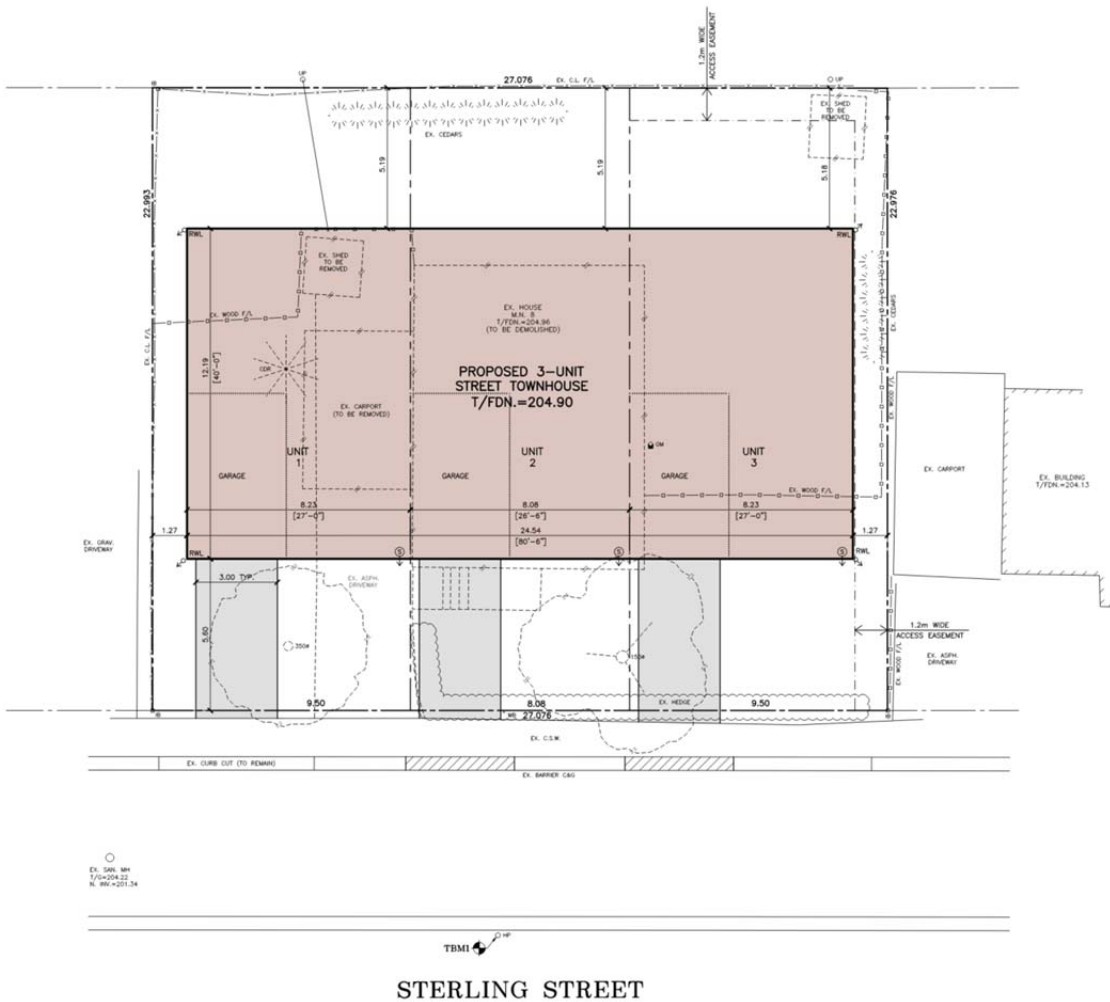 1.2m WIDE
ACCESS EASEMENT
UP
27.076
EX. C.L. F/L
UP
EX. SHED
TO BE
REMOVED
EX. CEDARS
5.19
5.19
5.18
22.993
22.976
RWL
RWL
EX. SHED
TO BE
REMOVED
EX. HOUSE
M.N. 8
T/FDN.=204.96
(TO BE DEMOLISHED)
EX. WOOD F/L
EX. CEDARS
EX. C.L. F/L
12.19
[40'-0"]
CDR
PROPOSED 3-UNIT
STREET TOWNHOUSE
T/FDN.=204.90
EX. CARPORT
(TO BE REMOVED)
EX. WOOD F/L
GM
UNIT
1
UNIT
2
UNIT
3
GARAGE
GARAGE
GARAGE
EX. CARPORT
EX. BUILDING
T/FDN.=204.13
EX. WOOD F/L
8.23
[27'-0"]
8.08
[26'-6"]
8.23
[27'-0"]
1.27
24.54
[80'-6"]
1.27
EX. GRAV.
DRIVEWAY
RWL
S
S
S
RWL
3.00 TYP.
EX. ASPH.
DRIVEWAY
5.60
350ø
150ø
1.2m WIDE
ACCESS EASEMENT
EX. ASPH.
DRIVEWAY
EX. WOOD F/L
9.50
8.08
EX. HEDGE
9.50
27.076
EX. C.S.W.
EX. CURB CUT (TO REMAIN)
EX. BARRIER C&G
EX. SAN. MH
T/G=204.22
N. INV.=201.34
TBM1
HP
STERLING STREET